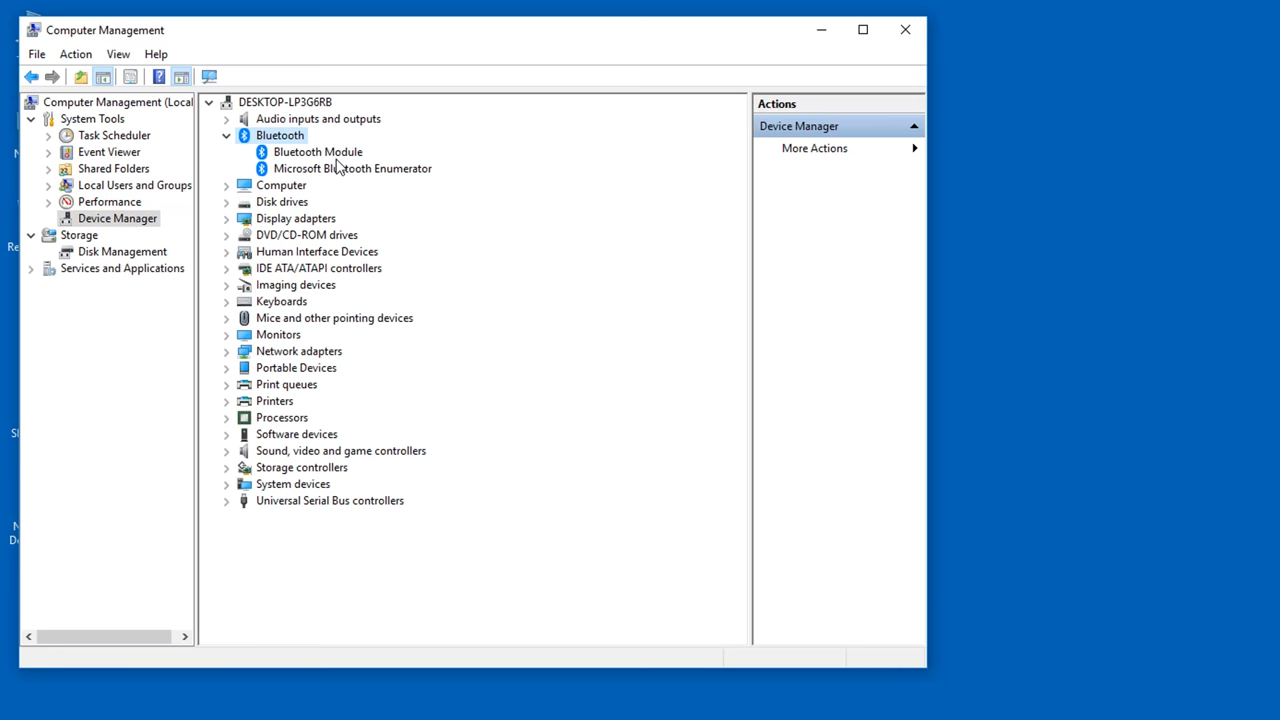 Computer Management
File Action View Help
Computer Management (Local
System Tools
Task Scheduler
Event Viewer
Shared Folders
Local Users and Groups
Performance
Device Manager
Storage
Disk Management
Services and Applications
DESKTOP-LP3G6RB
Audio inputs and outputs
Bluetooth
Bluetooth Module
Microsoft Bluetooth Enumerator
Computer
Disk drives
Display adapters
DVD/CD-ROM drives
Human Interface Devices
IDE ATA/ATAPI controllers
Imaging devices
Keyboards
Mice and other pointing devices
Monitors
Network adapters
Portable Devices
Print queues
Printers
Processors
Software devices
Sound, video and game controllers
Storage controllers
System devices
Universal Serial Bus controllers
Actions
Device Manager
More Actions